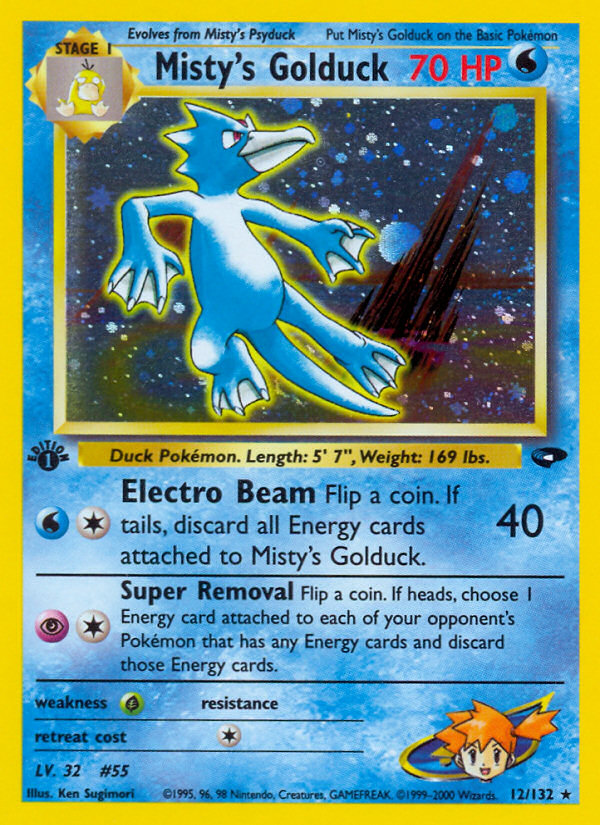 Evolves from Misty's Psyduck Put Misty's Golduck on the Basic Pokémon
STAGE 1
Misty's Golduck 70 HP
EDITION
1
Duck Pokémon. Length: 5' 7", Weight: 169 lbs.
Electro Beam Flip a coin. If
tails, discard all Energy cards
attached to Misty's Golduck.
40
Super Removal Flip a coin. If heads, choose 1
Energy card attached to each of your opponent's
Pokémon that has any Energy cards and discard
those Energy cards.
weakness resistance
retreat cost
LV. 32 #55
Illus. Ken Sugimori ©1995, 96, 98 Nintendo, Creatures, GAMEFREAK. ©1999-2000 Wizards. 12/132 ★